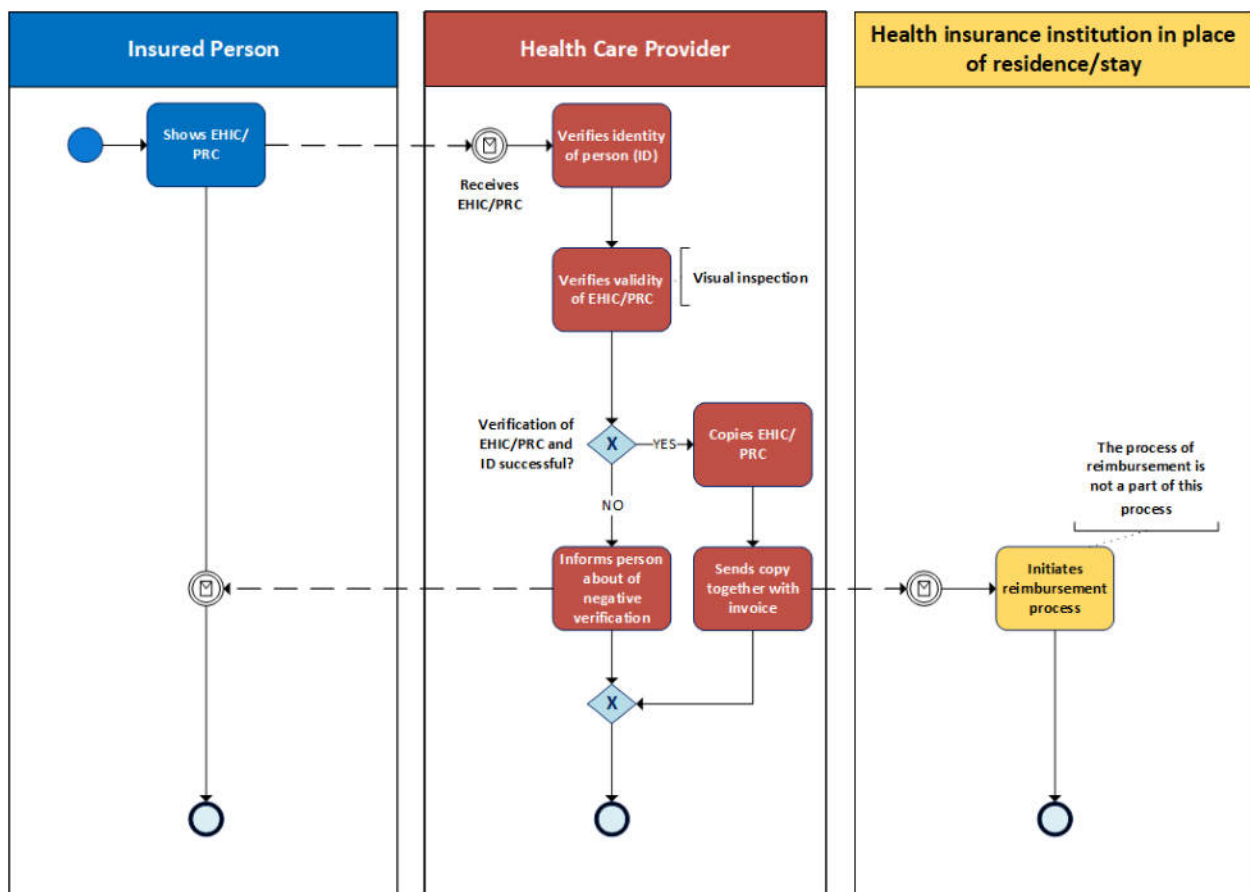 Insured Person
Health Care Provider
Health insurance institution in place
of residence/stay
Shows EHIC/
PRC
Receives
EHIC/PRC
Verifies identity
of person (ID)
Verifies validity
of EHIC/PRC
Visual inspection
Verification of
EHIC/PRC and
ID successful?
X
YES
NO
Copies EHIC/
PRC
Informs person
about of
negative
verification
Sends copy
together with
invoice
X
The process of
reimbursement is
not a part of this
process
Initiates
reimbursement
process